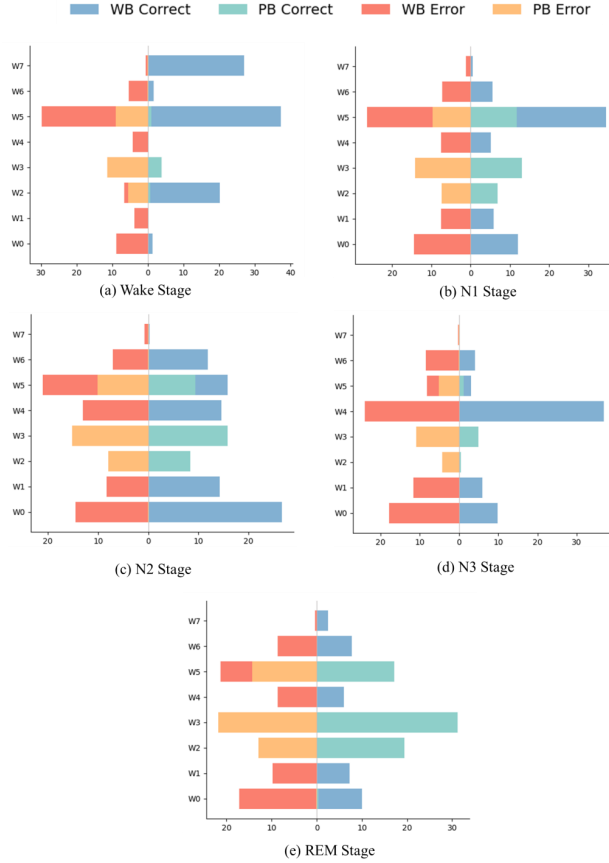 WB Correct PB Correct WB Error PB Error
W7
W6
W5
W4
W3
W2
W1
W0
30 20 10 0 10 20 30 40
(a) Wake Stage
W7
W6
W5
W4
W3
W2
W1
W0
20 10 0 10 20 30
(b) N1 Stage
W7
W6
W5
W4
W3
W2
W1
W0
20 10 0 10 20
(c) N2 Stage
W7
W6
W5
W4
W3
W2
W1
W0
20 10 0 10 20 30
(d) N3 Stage
W7
W6
W5
W4
W3
W2
W1
W0
20 10 0 10 20 30
(e) REM Stage